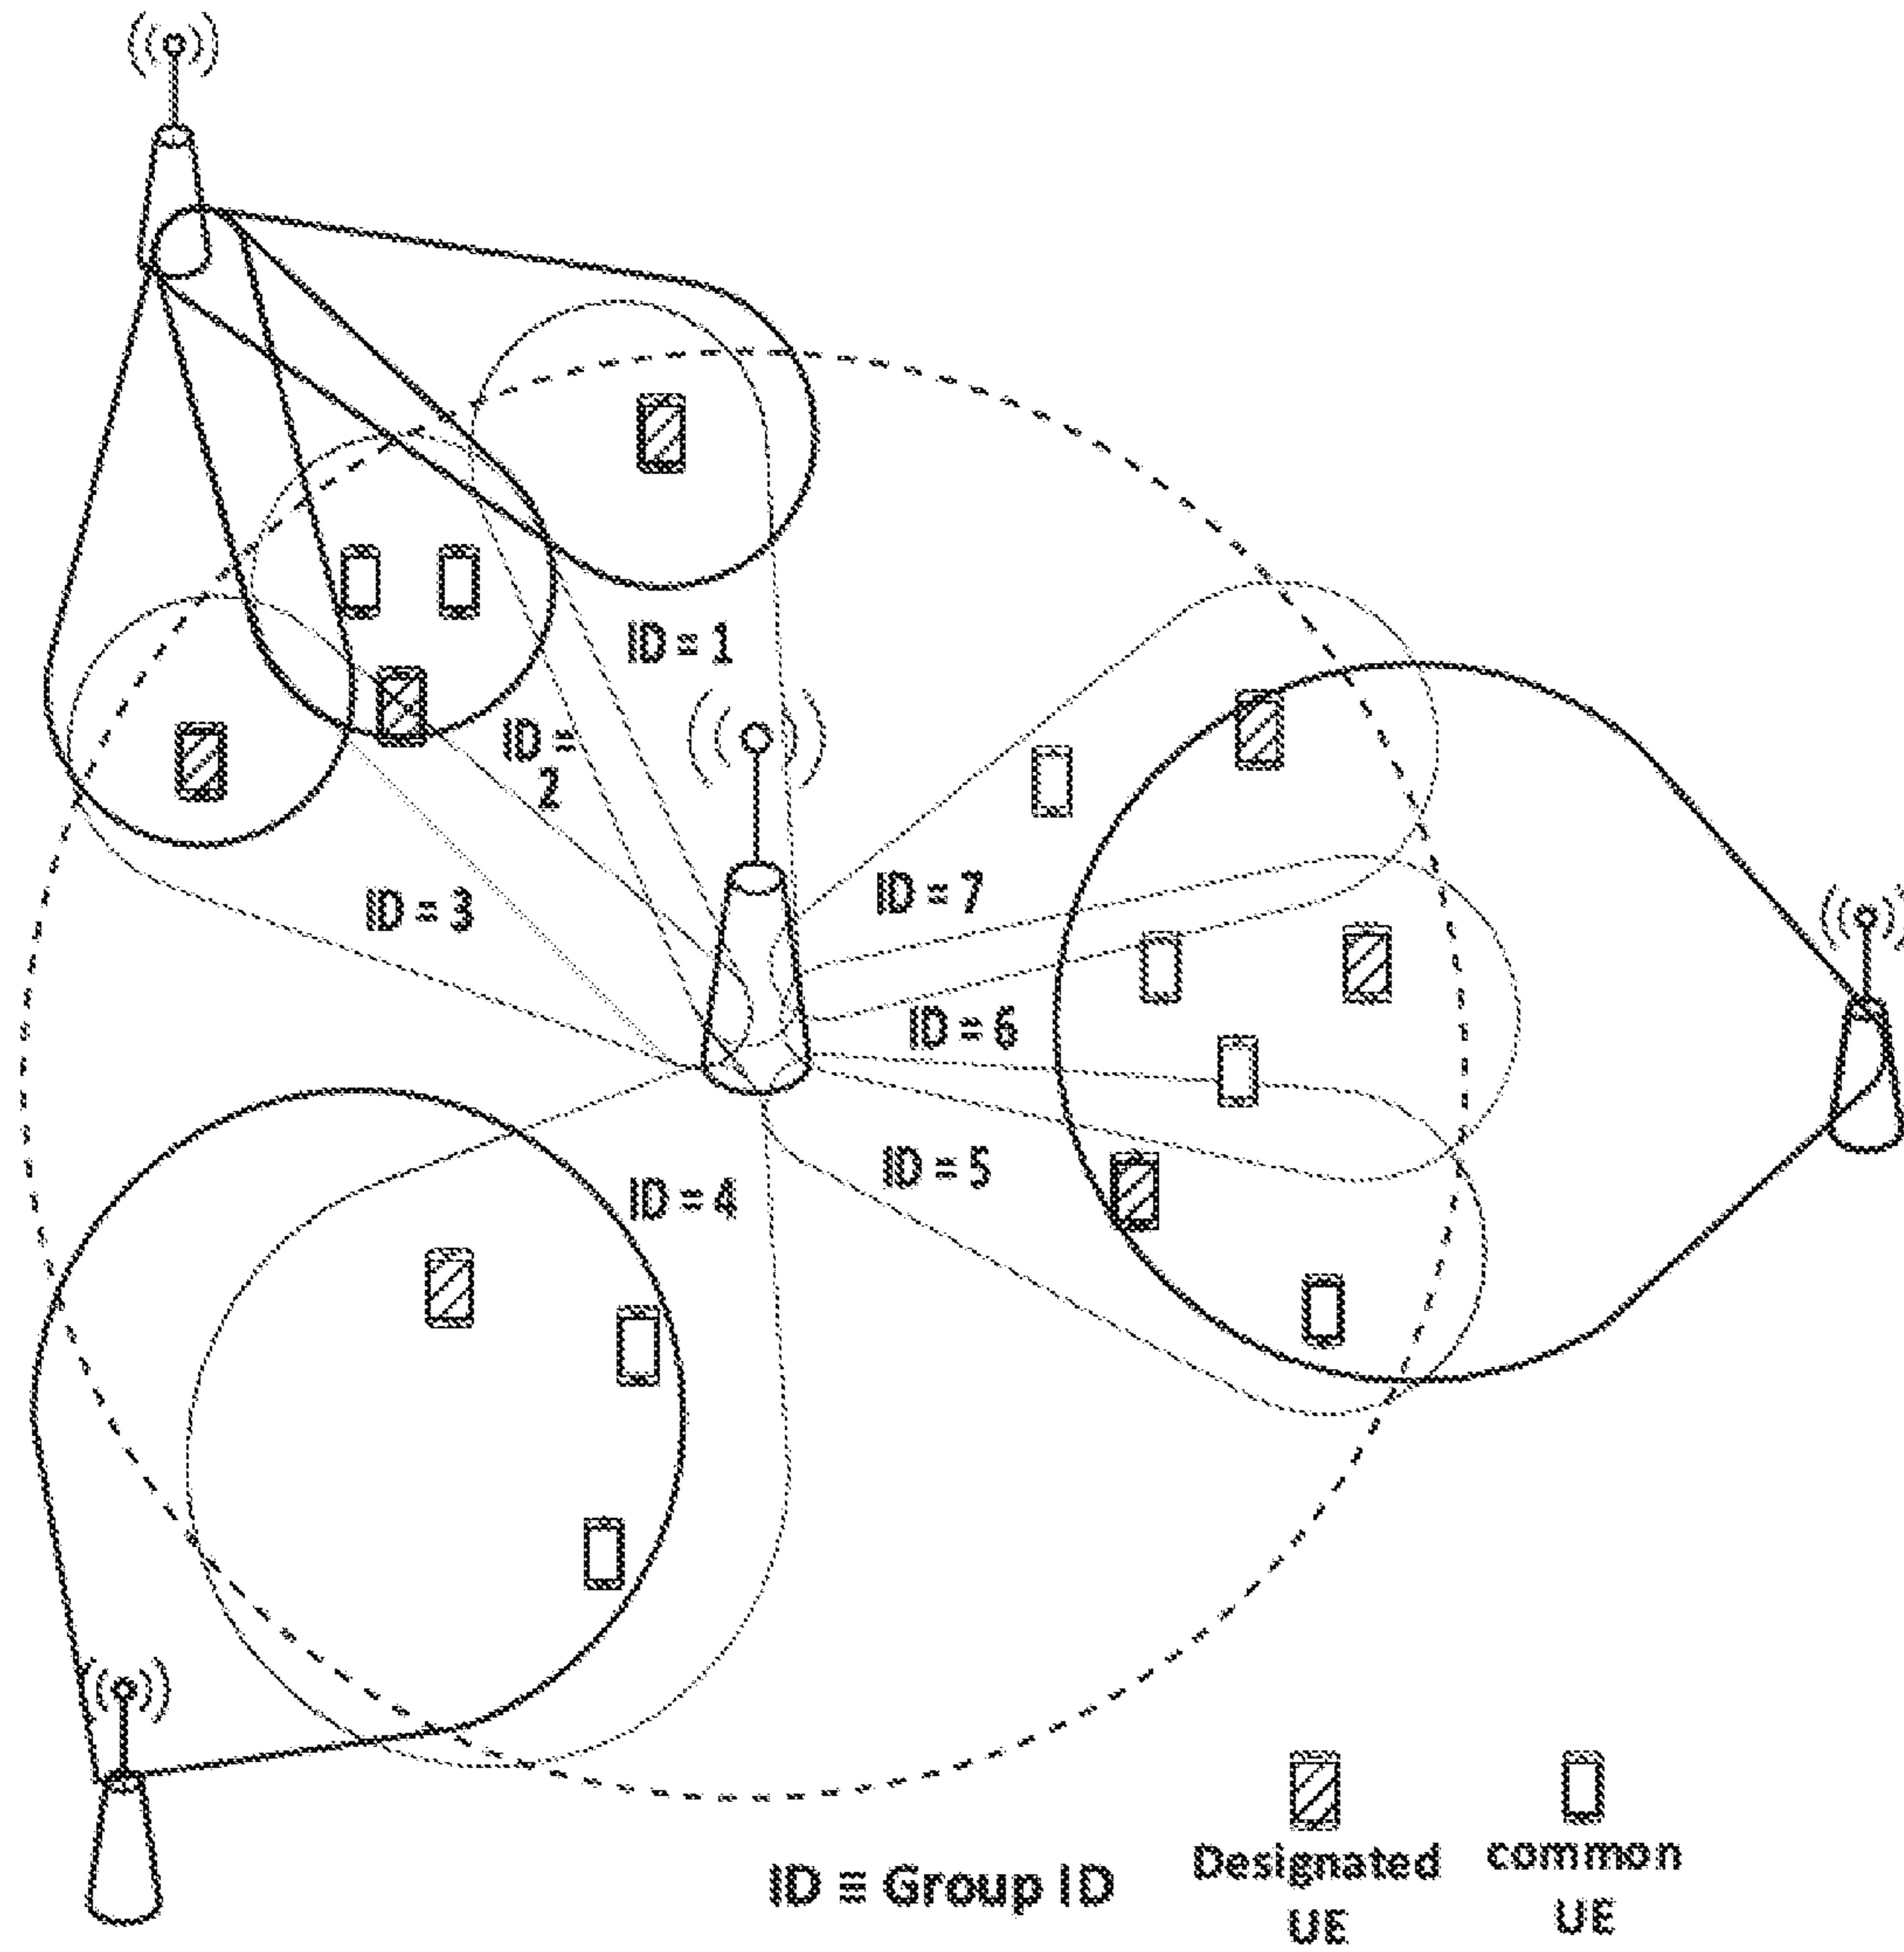 ID = 1
ID =
2
ID = 7
ID = 3
ID = 6
ID = 5
ID = 4
ID ≡ Group ID
Designated
UE
common
UE